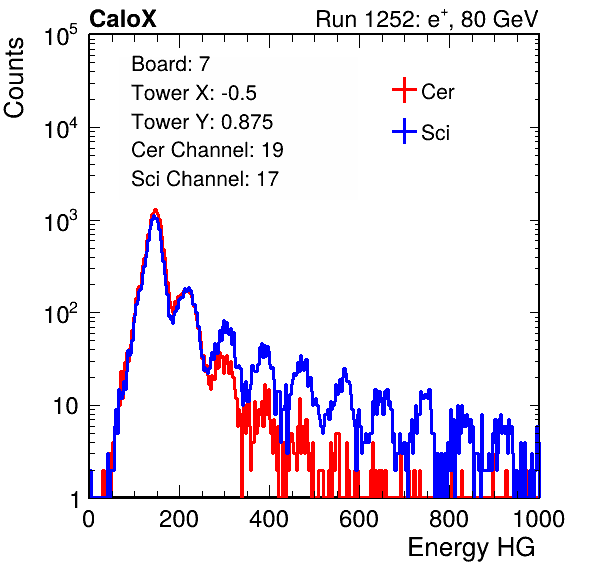 CaloX Run 1252: e⁺, 80 GeV
Counts
Board: 7
Tower X: -0.5
Tower Y: 0.875
Cer Channel: 19
Sci Channel: 17
Cer
Sci
10⁵
10⁴
10³
10²
10
1
0 200 400 600 800 1000
Energy HG